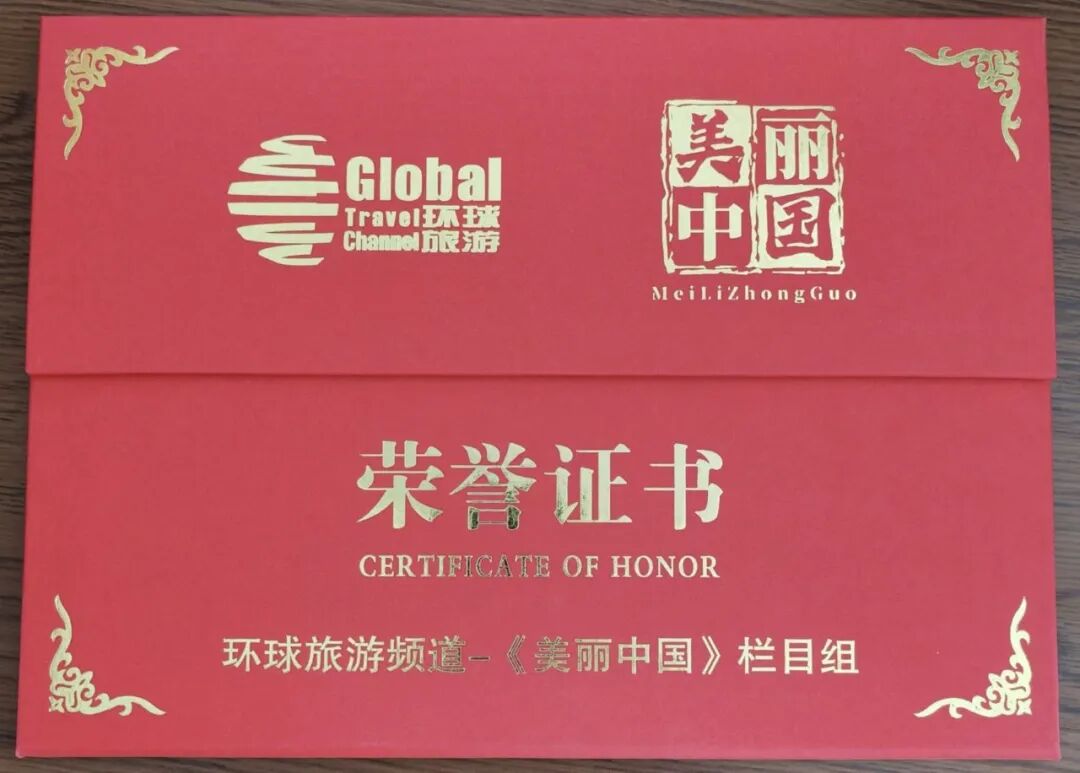 Global
Travel环球
Channel旅游
美丽
中国
MeiLiZhongGuo
荣誉证书
CERTIFICATE OF HONOR
环球旅游频道-《美丽中国》栏目组